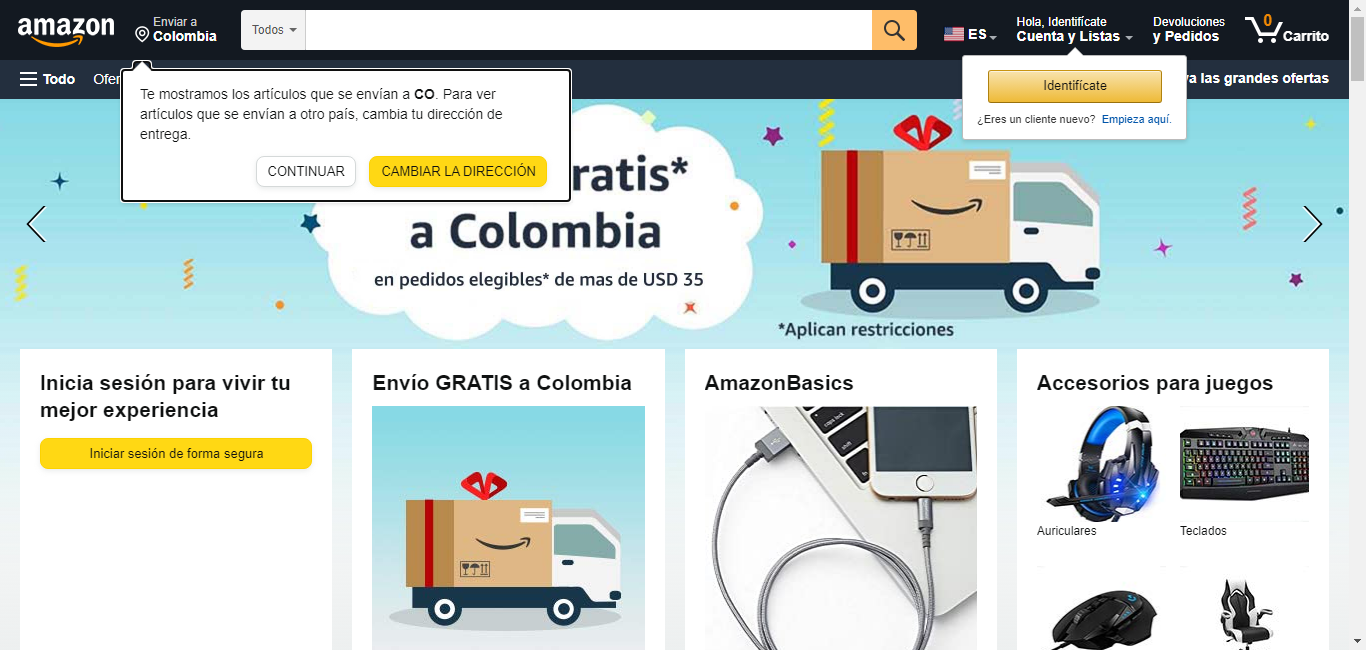 amazon
Enviar a
Colombia
Todos
ES
Hola, Identifícate
Cuenta y Listas
Devoluciones
y Pedidos
0
Carrito
Todo
Ofer
va las grandes ofertas
Te mostramos los artículos que se envían a CO. Para ver
artículos que se envían a otro país, cambia tu dirección de
entrega.
CONTINUAR
CAMBIAR LA DIRECCIÓN
Identifícate
¿Eres un cliente nuevo? Empieza aquí.
ratis*
a Colombia
en pedidos elegibles* de mas de USD 35
*Aplican restricciones
Inicia sesión para vivir tu
mejor experiencia
Iniciar sesión de forma segura
Envío GRATIS a Colombia
AmazonBasics
caps lock
shift
Accesorios para juegos
Auriculares
Teclados